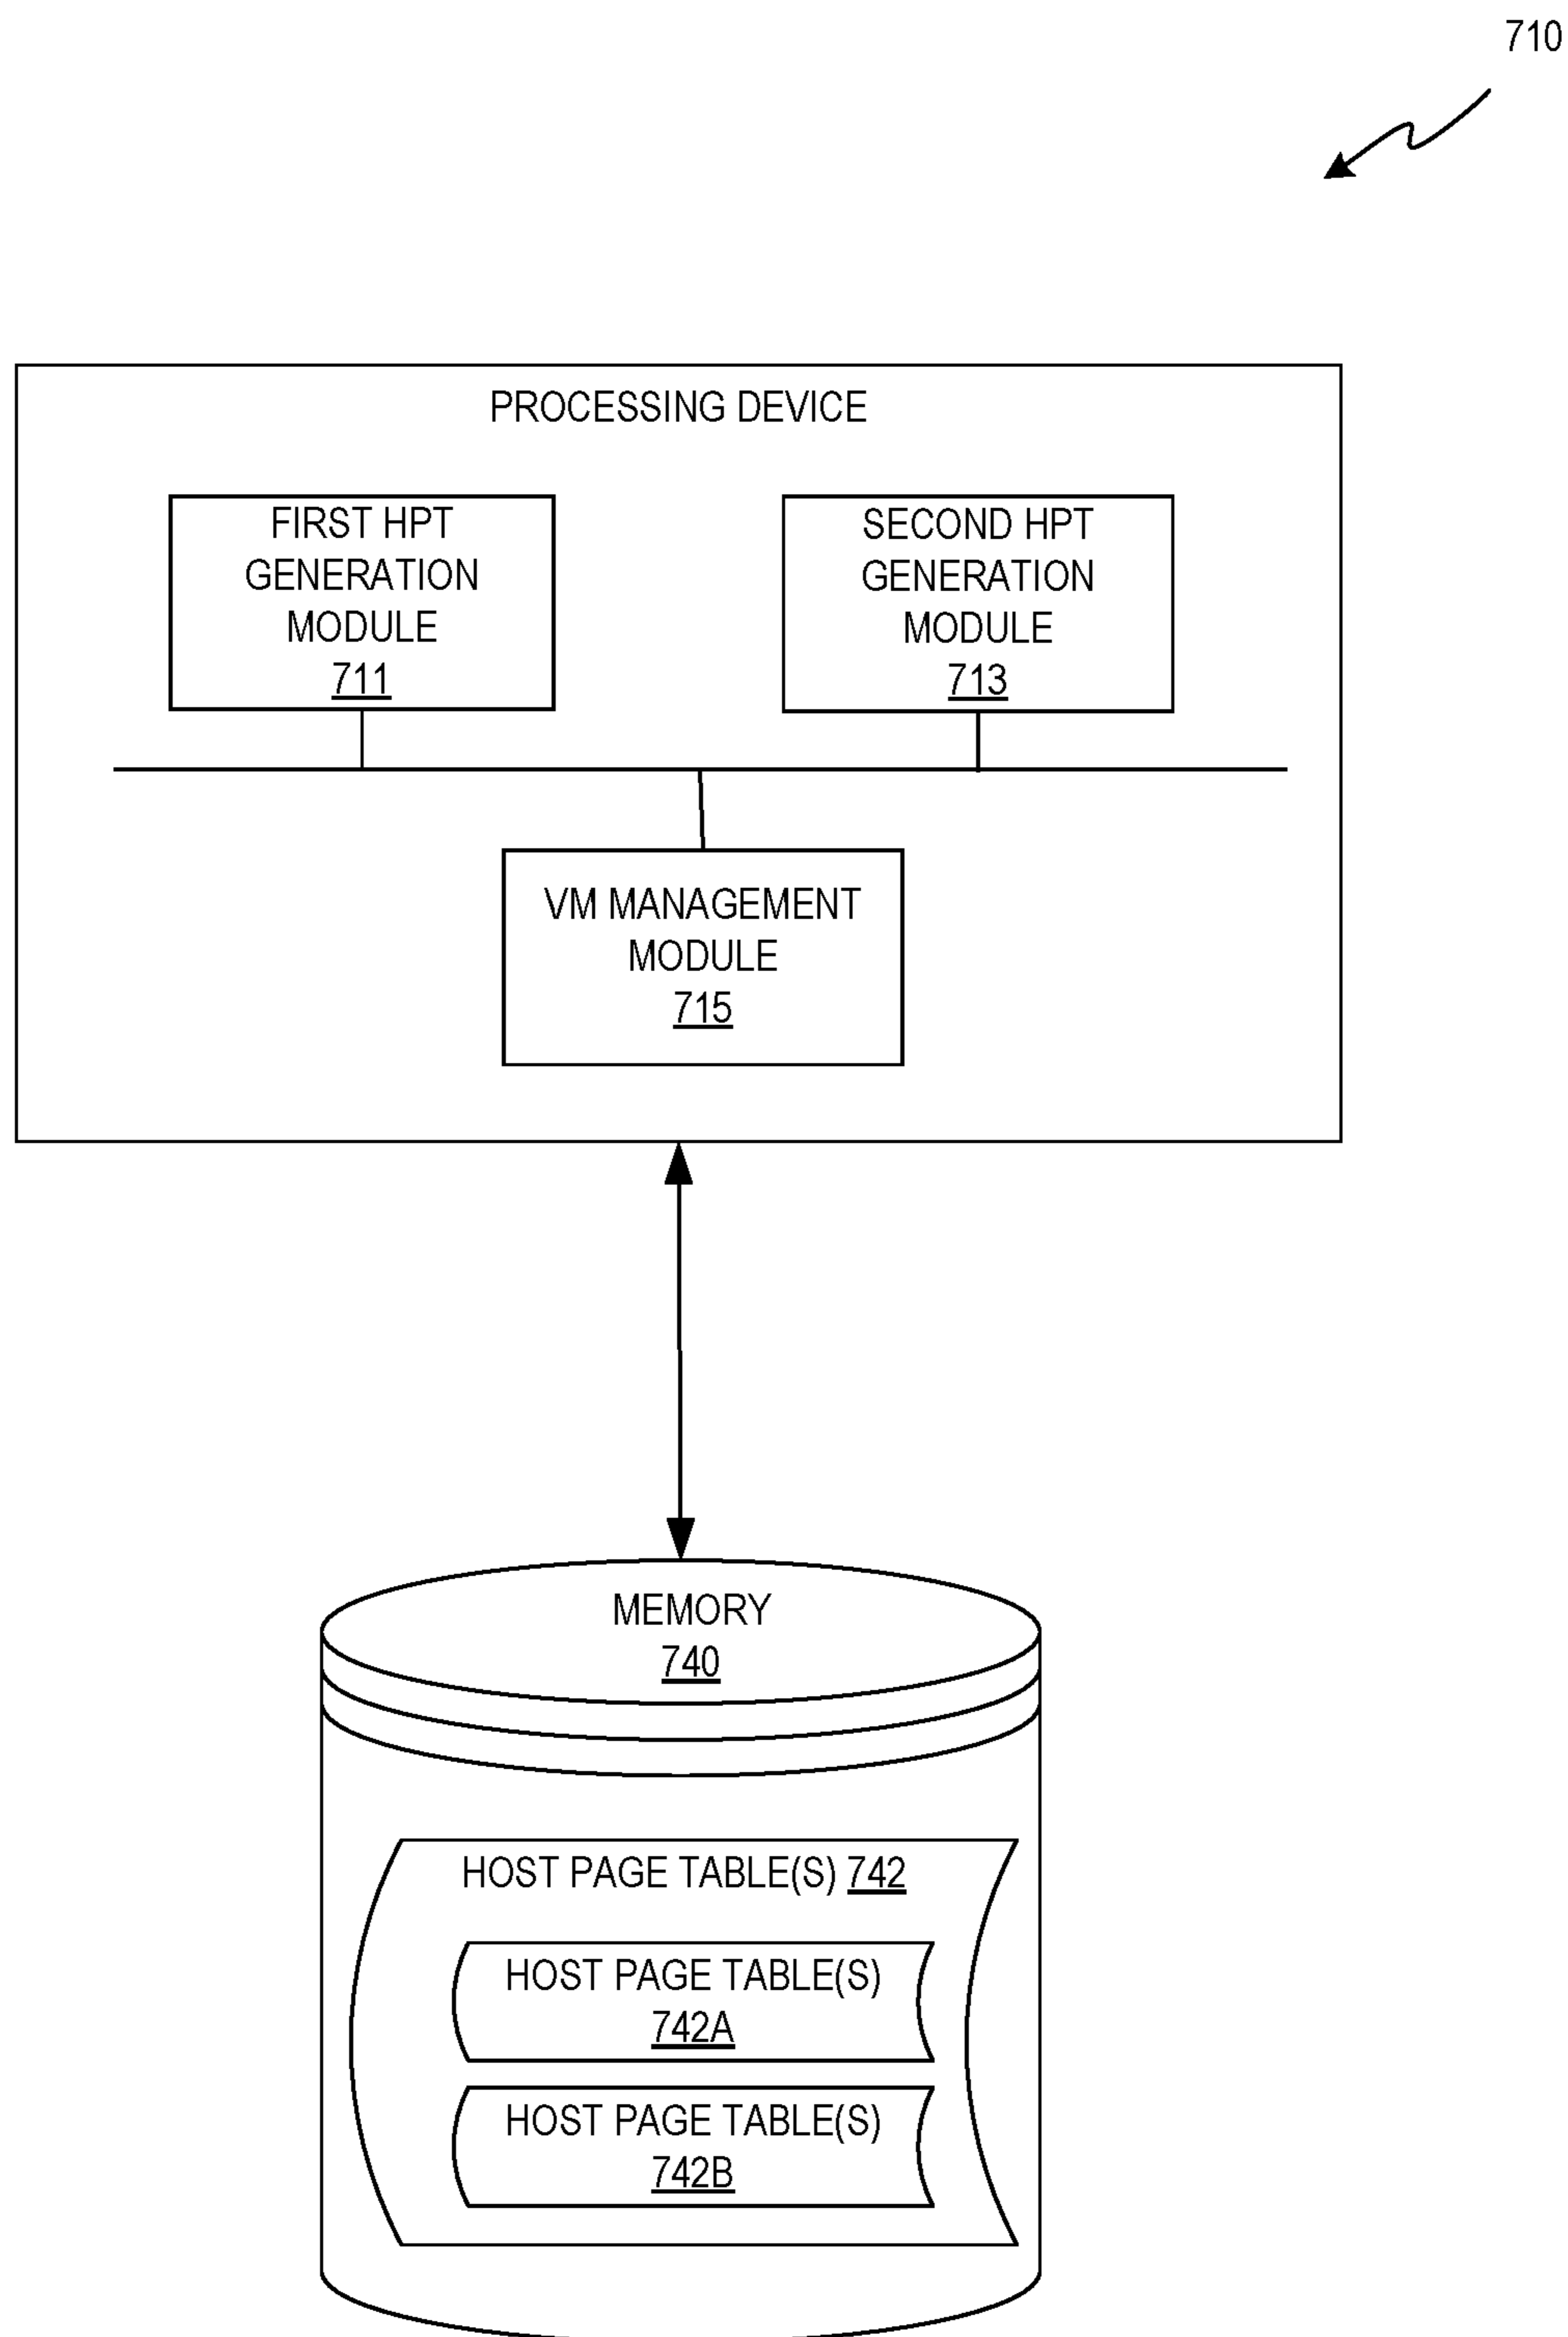 710
PROCESSING DEVICE
FIRST HPT
GENERATION
MODULE
711
SECOND HPT
GENERATION
MODULE
713
VM MANAGEMENT
MODULE
715
MEMORY
740
HOST PAGE TABLE(S) 742
HOST PAGE TABLE(S)
742A
HOST PAGE TABLE(S)
742B